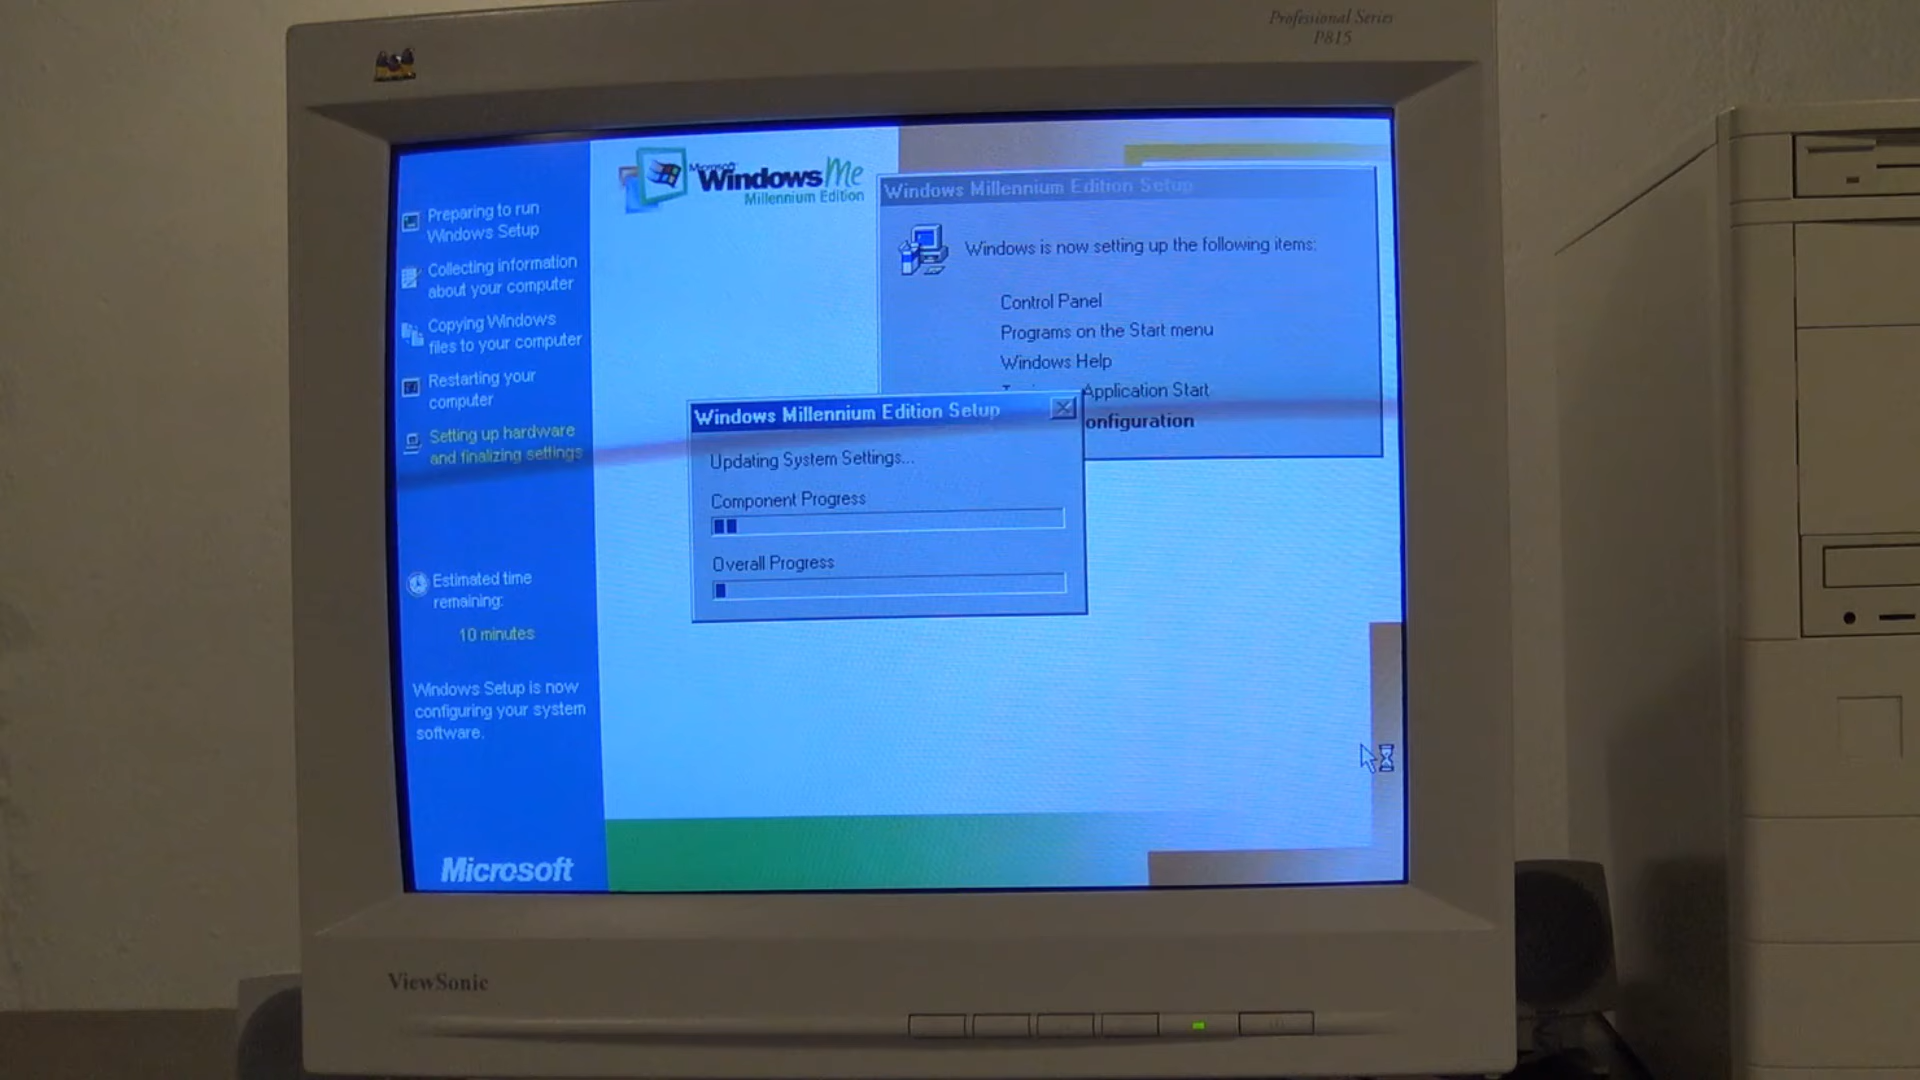 Professional Series
P815
Preparing to run
Windows Setup
Collecting information
about your computer
Copying Windows
files to your computer
Restarting your
computer
Setting up hardware
and finalizing settings
Estimated time
remaining:
10 minutes
Windows Setup is now
configuring your system
software.
Microsoft
Microsoft
Windows Me
Millennium Edition
Windows Millennium Edition Setup
Windows is now setting up the following items:
Control Panel
Programs on the Start menu
Windows Help
Application Start
onfiguration
Windows Millennium Edition Setup
Updating System Settings...
Component Progress
Overall Progress
ViewSonic